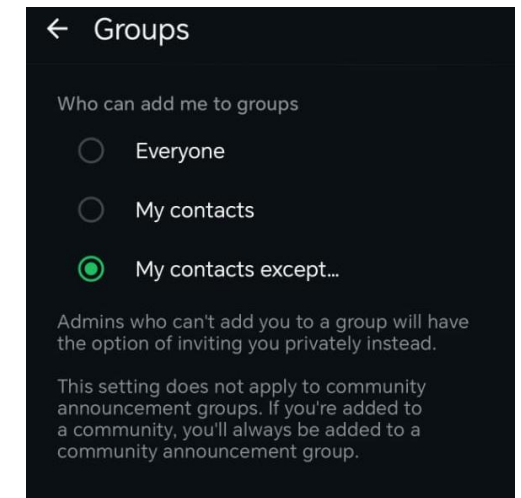 Groups
Who can add me to groups
Everyone
My contacts
My contacts except...
Admins who can't add you to a group will have
the option of inviting you privately instead.
This setting does not apply to community
announcement groups. If you're added to
a community, you'll always be added to a
community announcement group.